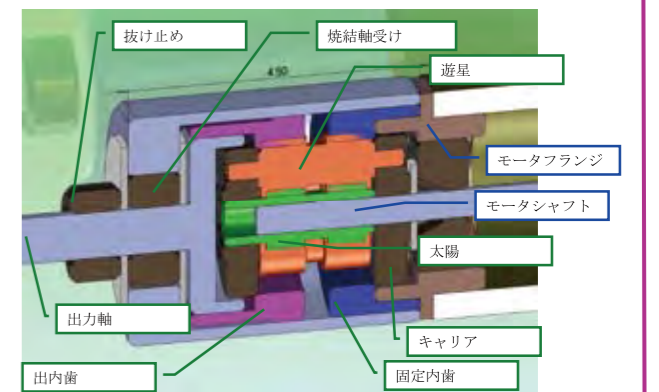 抜け止め
焼結軸受け
4.50
遊星
モータフランジ
モータシャフト
太陽
出力軸
キャリア
出内歯
固定内歯